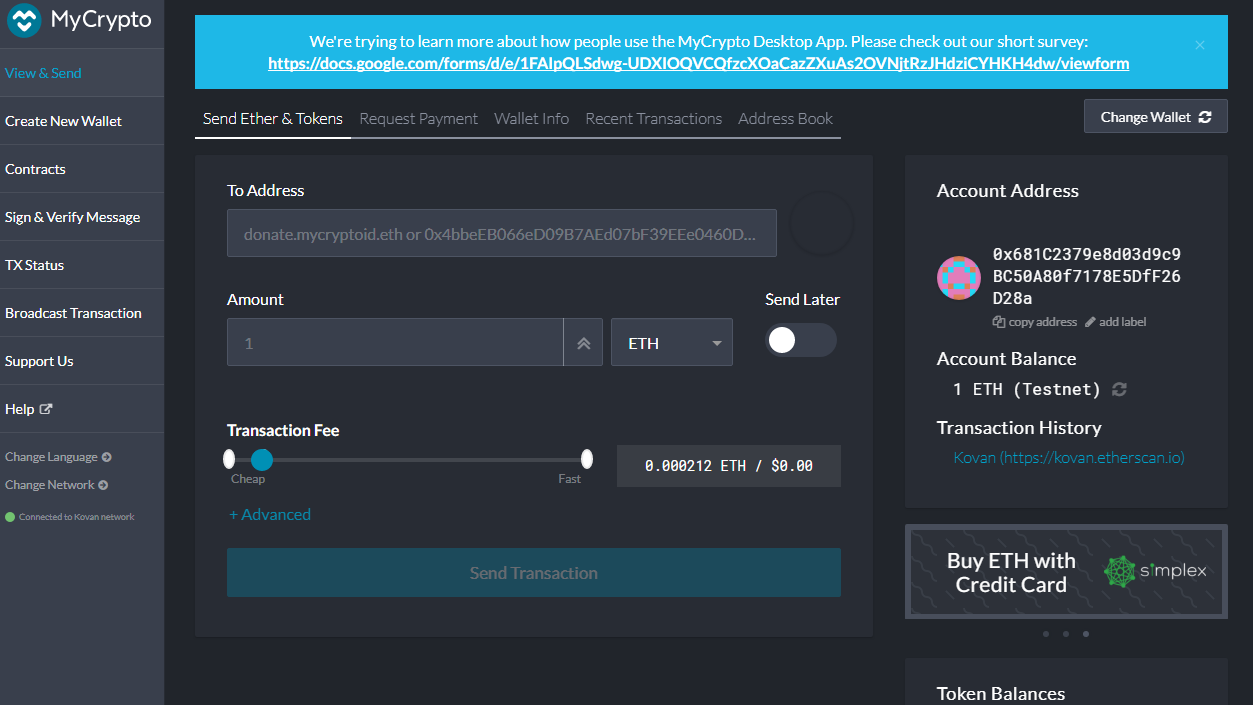 MyCrypto
View & Send
Create New Wallet
Contracts
Sign & Verify Message
TX Status
Broadcast Transaction
Support Us
Help
Change Language
Change Network
Connected to Kovan network
We're trying to learn more about how people use the MyCrypto Desktop App. Please check out our short survey:
https://docs.google.com/forms/d/e/1FAIpQLSdwg-UDXIOQVCQfzcXOaCazZXuAs2OVNjtRzJHdziCYHKH4dw/viewform
Send Ether & Tokens Request Payment Wallet Info Recent Transactions Address Book
Change Wallet
To Address
donate.mycryptoid.eth or 0x4bbeEB066eD09B7AEd07bF39EEe0460D...
Amount
Send Later
1
ETH
Transaction Fee
Cheap
Fast
0.000212 ETH / $0.00
+ Advanced
Send Transaction
Account Address
0x681C2379e8d03d9c9
BC50A80f7178E5DfF26
D28a
copy address add label
Account Balance
1 ETH (Testnet)
Transaction History
Kovan (https://kovan.etherscan.io)
Buy ETH with
Credit Card
simplex
Token Balances